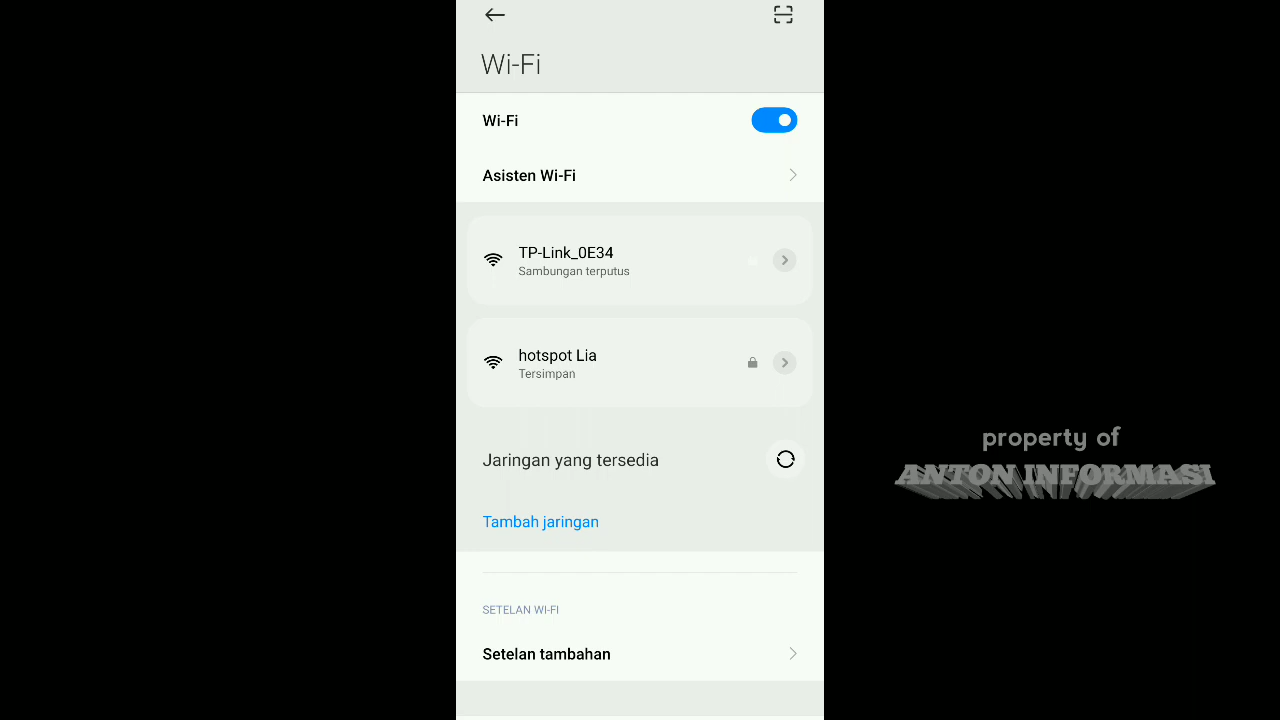 Wi-Fi
Wi-Fi
Asisten Wi-Fi
TP-Link_0E34
Sambungan terputus
hotspot Lia
Tersimpan
Jaringan yang tersedia
Tambah jaringan
SETELAN WI-FI
Setelan tambahan
property of
ANTON INFORMASI